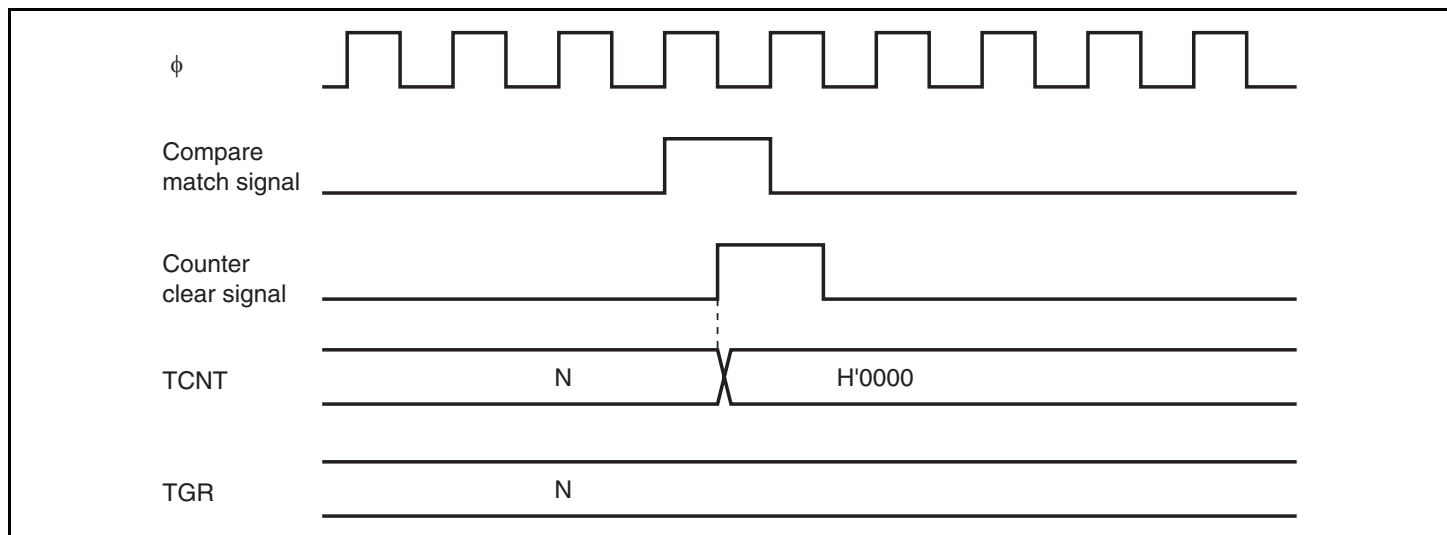 ϕ
Compare
match signal
Counter
clear signal
TCNT
N
H'0000
TGR
N